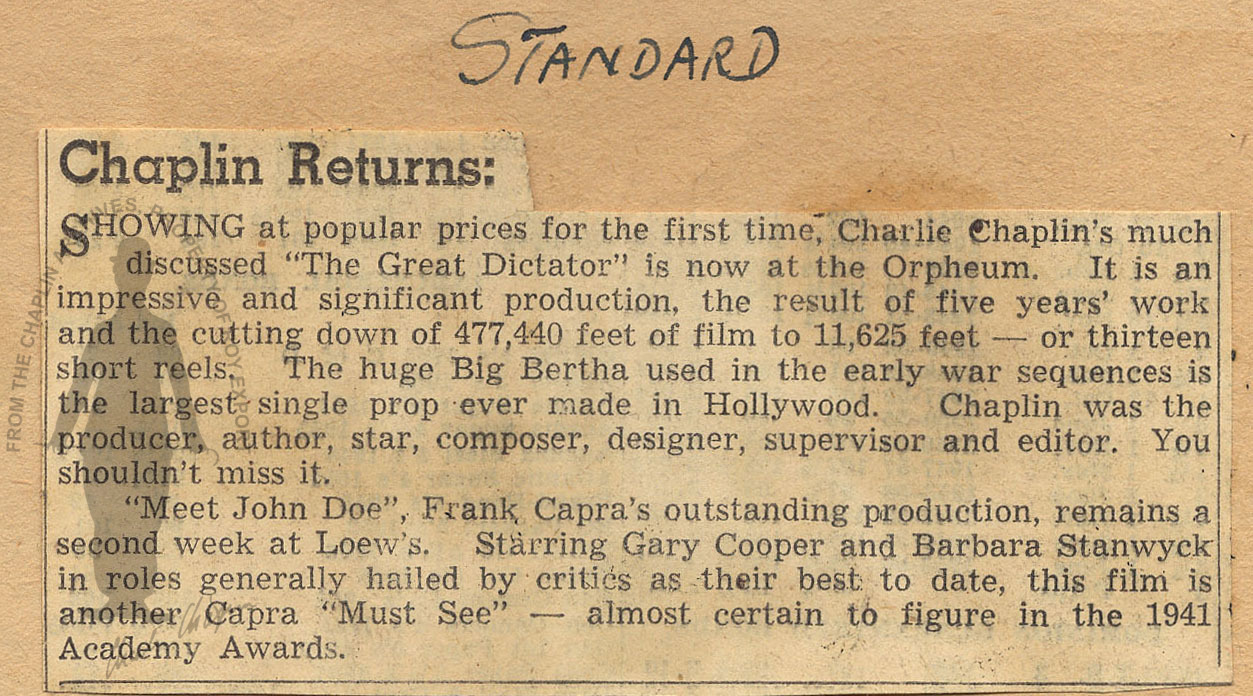 STANDARD
Chaplin Returns:
SHOWING at popular prices for the first time, Charlie Chaplin's much
discussed "The Great Dictator" is now at the Orpheum. It is an
impressive and significant production, the result of five years' work
and the cutting down of 477,440 feet of film to 11,625 feet — or thirteen
short reels. The huge Big Bertha used in the early war sequences is
the largest single prop ever made in Hollywood. Chaplin was the
producer, author, star, composer, designer, supervisor and editor. You
shouldn't miss it.
"Meet John Doe", Frank Capra's outstanding production, remains a
second week at Loew's. Starring Gary Cooper and Barbara Stanwyck
in roles generally hailed by critics as their best to date, this film is
another Capra "Must See" — almost certain to figure in the 1941
Academy Awards.
FROM THE CHAPLIN ARCHIVES. PROPERTY OF ROY EXPORT